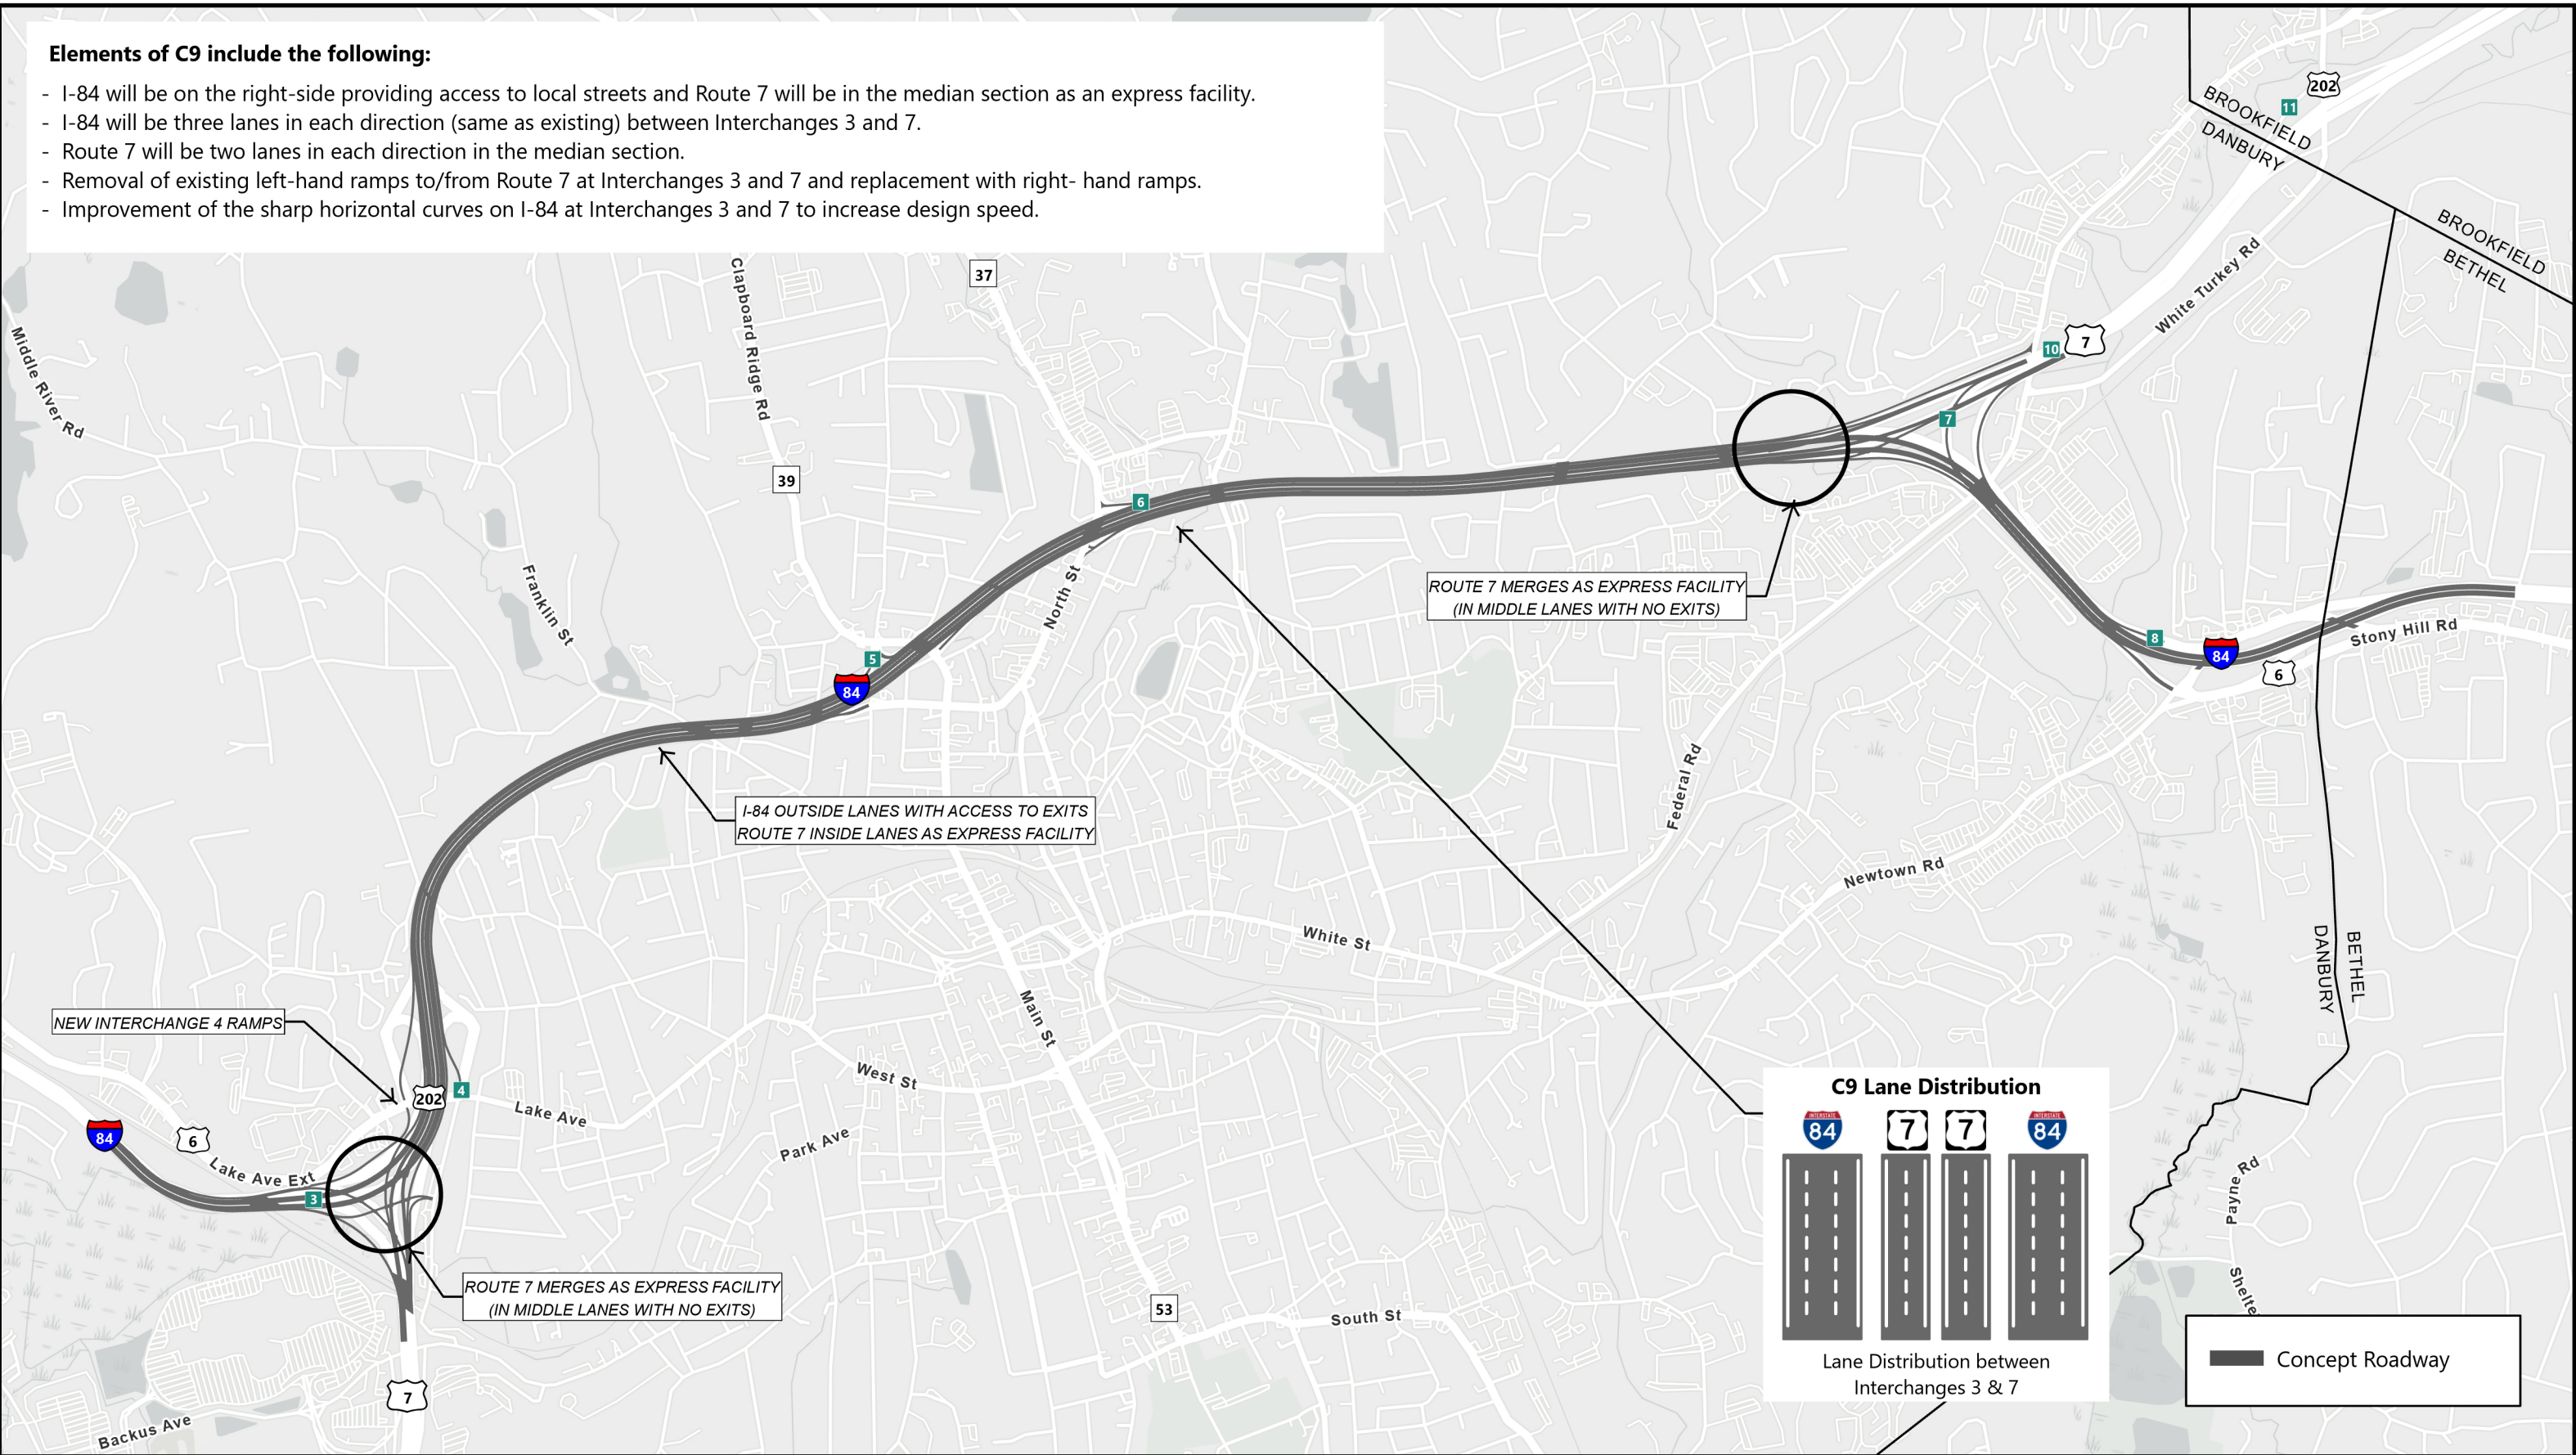 Elements of C9 include the following:
- I-84 will be on the right-side providing access to local streets and Route 7 will be in the median section as an express facility.
- I-84 will be three lanes in each direction (same as existing) between Interchanges 3 and 7.
- Route 7 will be two lanes in each direction in the median section.
- Removal of existing left-hand ramps to/from Route 7 at Interchanges 3 and 7 and replacement with right- hand ramps.
- Improvement of the sharp horizontal curves on I-84 at Interchanges 3 and 7 to increase design speed.
202
11
BROOKFIELD
DANBURY
BROOKFIELD
BETHEL
White Turkey Rd
37
Clapboard Ridge Rd
Middle River Rd
10
7
7
39
6
Franklin St
North St
ROUTE 7 MERGES AS EXPRESS FACILITY
(IN MIDDLE LANES WITH NO EXITS)
5
84
8
84
6
Stony Hill Rd
I-84 OUTSIDE LANES WITH ACCESS TO EXITS
ROUTE 7 INSIDE LANES AS EXPRESS FACILITY
Federal Rd
Newtown Rd
White St
BETHEL
DANBURY
Main St
NEW INTERCHANGE 4 RAMPS
West St
4
202
Lake Ave
84
6
Park Ave
Lake Ave Ext
3
ROUTE 7 MERGES AS EXPRESS FACILITY
(IN MIDDLE LANES WITH NO EXITS)
53
South St
7
Backus Ave
Payne Rd
Shelte
C9 Lane Distribution
INTERSTATE
84
7
7
INTERSTATE
84
Lane Distribution between
Interchanges 3 & 7
Concept Roadway